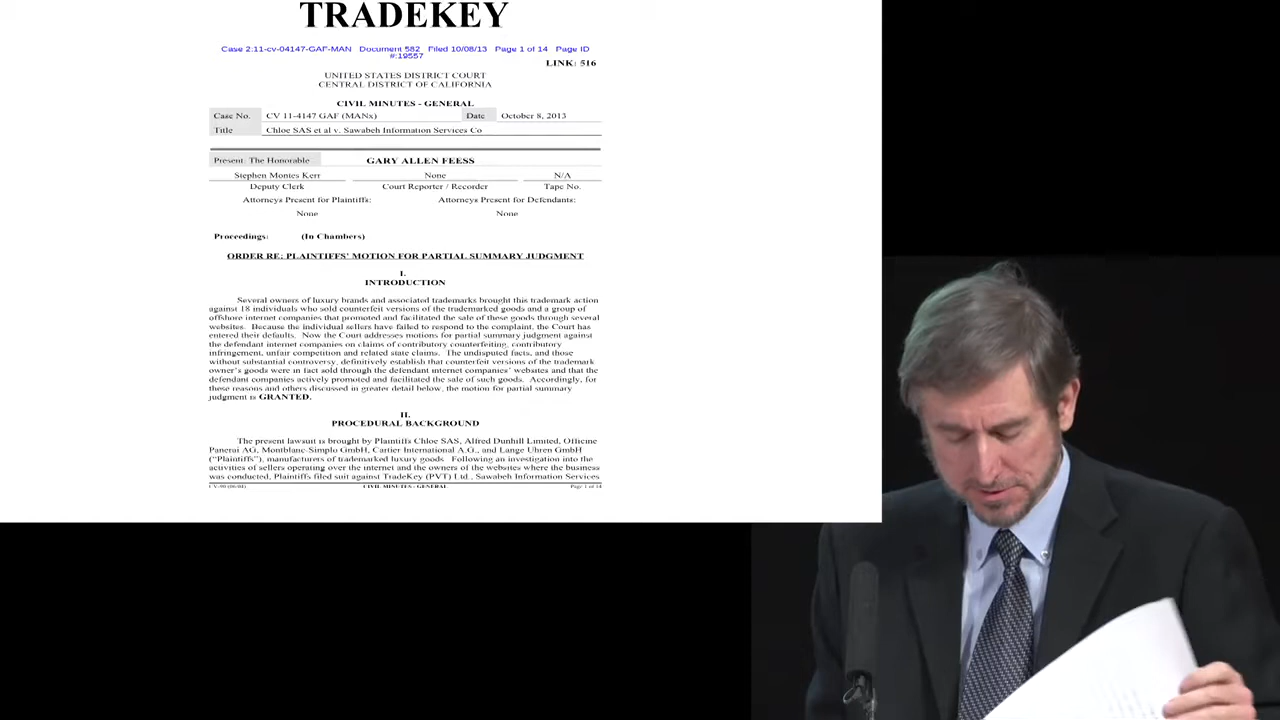 TRADEKEY
Case 2:11-cv-04147-GAF-MAN Document 582 Filed 10/08/13 Page 1 of 14 Page ID
#:19557
LINK: 516
UNITED STATES DISTRICT COURT
CENTRAL DISTRICT OF CALIFORNIA
CIVIL MINUTES - GENERAL
Case No. CV 11-4147 GAF (MANx) Date October 8, 2013
Title Chloe SAS et al v. Sawabeh Information Services Co
Present: The Honorable GARY ALLEN FEESS
Stephen Montes Kerr None N/A
Deputy Clerk Court Reporter / Recorder Tape No.
Attorneys Present for Plaintiffs: Attorneys Present for Defendants:
None None
Proceedings: (In Chambers)
ORDER RE: PLAINTIFFS' MOTION FOR PARTIAL SUMMARY JUDGMENT
I.
INTRODUCTION
Several owners of luxury brands and associated trademarks brought this trademark action
against 18 individuals who sold counterfeit versions of the trademarked goods and a group of
offshore internet companies that promoted and facilitated the sale of these goods through several
websites. Because the individual sellers have failed to respond to the complaint, the Court has
entered their defaults. Now the Court addresses motions for partial summary judgment against
the defendant internet companies on claims of contributory counterfeiting, contributory
infringement, unfair competition and related state claims. The undisputed facts, and those
without substantial controversy, definitively establish that counterfeit versions of the trademark
owner's goods were in fact sold through the defendant internet companies' websites and that the
defendant companies actively promoted and facilitated the sale of such goods. Accordingly, for
these reasons and others discussed in greater detail below, the motion for partial summary
judgment is GRANTED.
II.
PROCEDURAL BACKGROUND
The present lawsuit is brought by Plaintiffs Chloe SAS, Alfred Dunhill Limited, Officine
Panerai AG, Montblanc-Simplo GmbH, Cartier International A.G., and Lange Uhren GmbH
("Plaintiffs"), manufacturers of trademarked luxury goods. Following an investigation into the
activities of sellers operating over the internet and the owners of the websites where the business
was conducted, Plaintiffs filed suit against TradeKey (PVT) Ltd., Sawabeh Information Services
CV-90 (06/04) CIVIL MINUTES - GENERAL Page 1 of 14